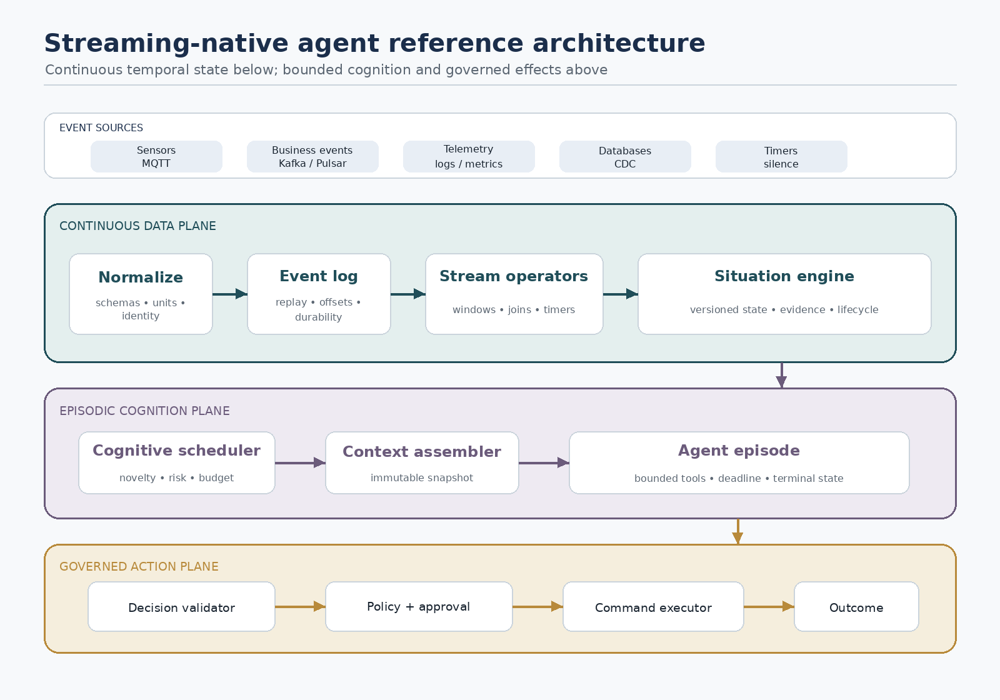 Streaming-native agent reference architecture
Continuous temporal state below; bounded cognition and governed effects above
EVENT SOURCES
Sensors
MQTT
Business events
Kafka / Pulsar
Telemetry
logs / metrics
Databases
CDC
Timers
silence
CONTINUOUS DATA PLANE
Normalize
schemas • units •
identity
Event log
replay • offsets •
durability
Stream operators
windows • joins • timers
Situation engine
versioned state • evidence • lifecycle
EPISODIC COGNITION PLANE
Cognitive scheduler
novelty • risk • budget
Context assembler
immutable snapshot
Agent episode
bounded tools • deadline • terminal state
GOVERNED ACTION PLANE
Decision validator
Policy + approval
Command executor
Outcome